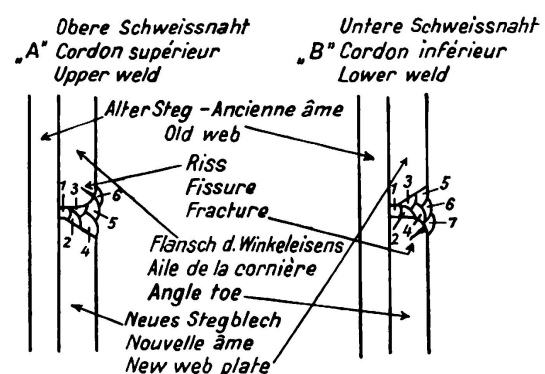 Obere Schweissnaht
„A" Cordon supérieur
Upper weld
Untere Schweissnaht
„B" Cordon inférieur
Lower weld
Alter Steg - Ancienne âme
Old web
Riss
Fissure
Fracture
1 3 6
5
2 4
1 3 5
6
2 4 7
Flansch d. Winkeleisens
Aile de la cornière
Angle toe
Neues Stegblech
Nouvelle âme
New web plate